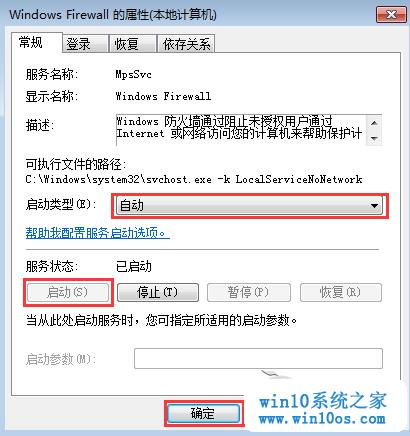 Windows Firewall 的属性(本地计算机)
常规 登录 恢复 依存关系
服务名称: MpsSvc
显示名称: Windows Firewall
描述: Windows 防火墙通过阻止未授权用户通过
Internet 或网络访问您的计算机来帮助保护计
可执行文件的路径:
C:\Windows\system32\svchost.exe -k LocalServiceNoNetwork
启动类型(E): 自动
帮助我配置服务启动选项。
服务状态: 已启动
启动(S) 停止(T) 暂停(P) 恢复(R)
当从此处启动服务时，您可指定所适用的启动参数。
启动参数(M):
确定
win10系统之家
www.win10os.com